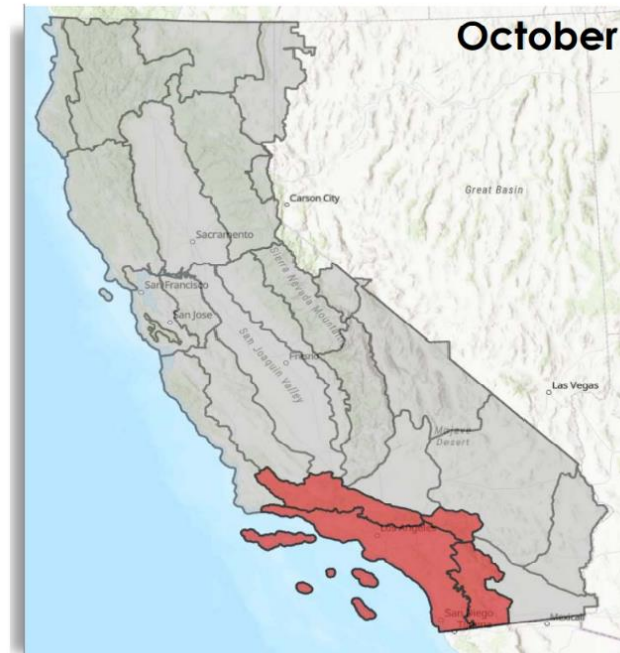 October
Carson City
Great Basin
Sacramento
Sierra Nevada Mountains
San Francisco
San Jose
San Joaquin Valley
Fresno
Las Vegas
Mojave
Desert
Los Angeles
San Diego
Mexicali